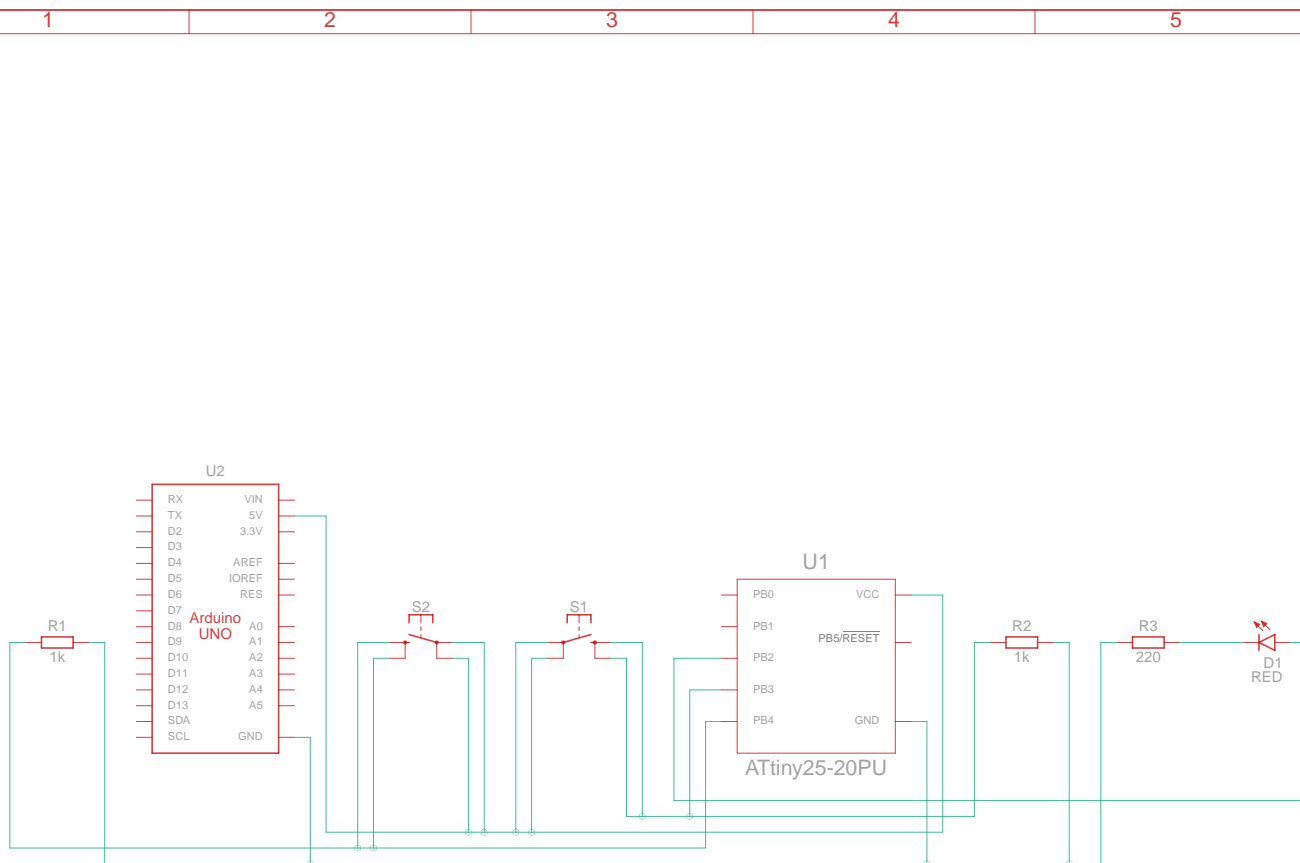 1 2 3 4 5
U2
RX VIN
TX 5V
D2 3.3V
D3
D4 AREF
D5 IOREF
D6 RES
D7
D8 A0
D9 A1
D10 A2
D11 A3
D12 A4
D13 A5
SDA
SCL GND
Arduino
UNO
R1
1k
S2
S1
U1
PB0 VCC
PB1
PB5/RESET
PB2
PB3
PB4 GND
ATtiny25-20PU
R2
1k
R3
220
D1
RED